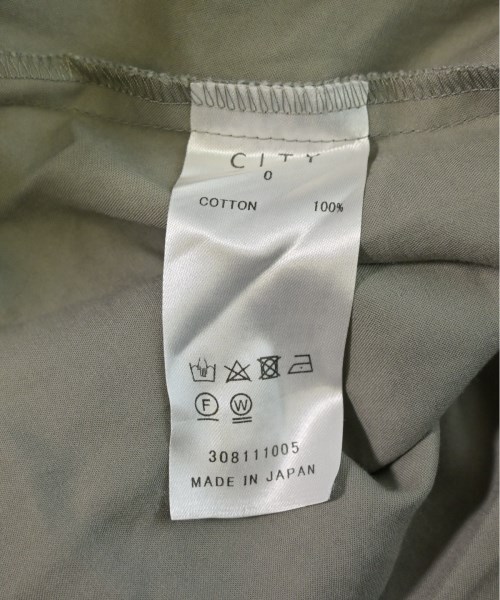 CITY
0
COTTON 100%
F W
308111005
MADE IN JAPAN